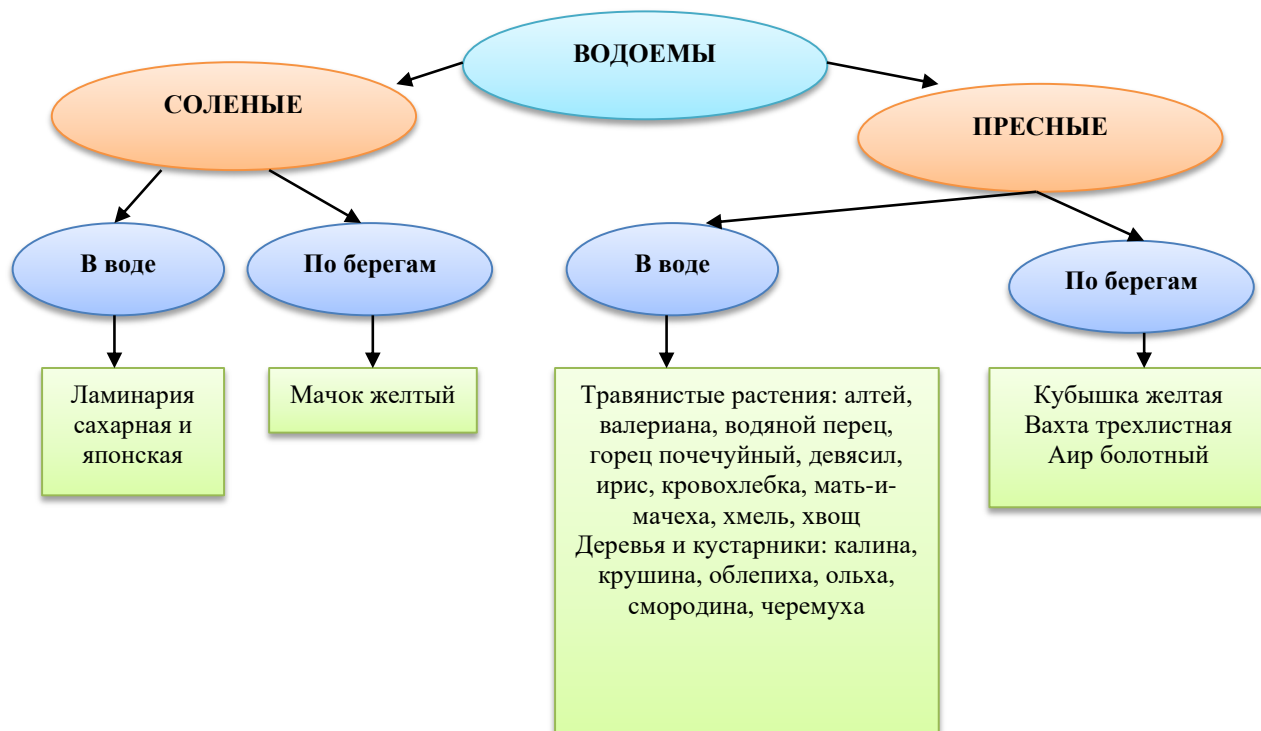 ВОДОЕМЫ
СОЛЕНЫЕ
ПРЕСНЫЕ
В воде
По берегам
В воде
По берегам
Ламинария
сахарная и
японская
Мачок желтый
Травянистые растения: алтей,
валериана, водяной перец,
горец почечуйный, девясил,
ирис, кровохлебка, мать-и-
мачеха, хмель, хвощ
Деревья и кустарники: калина,
крушина, облепиха, ольха,
смородина, черемуха
Кубышка желтая
Вахта трехлистная
Аир болотный